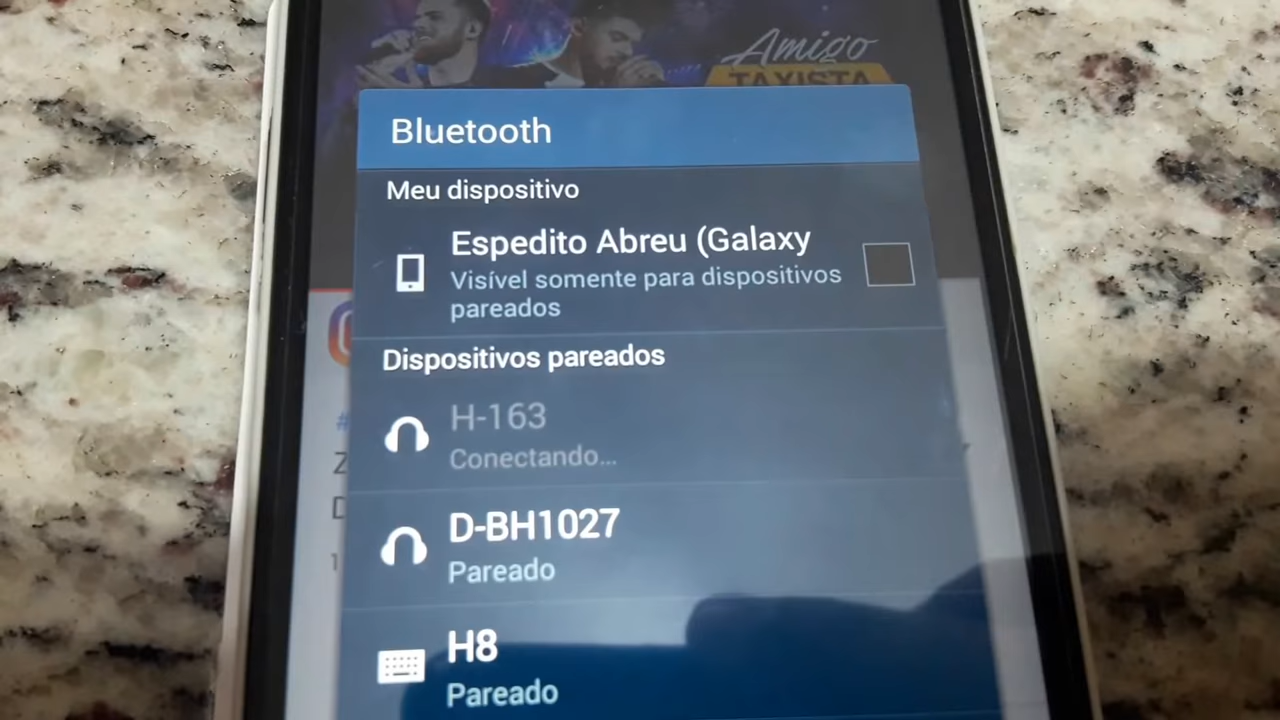 Amigo
TAXISTA
Bluetooth
Meu dispositivo
Espedito Abreu (Galaxy
Visível somente para dispositivos
pareados
Dispositivos pareados
H-163
Conectando...
D-BH1027
Pareado
H8
Pareado